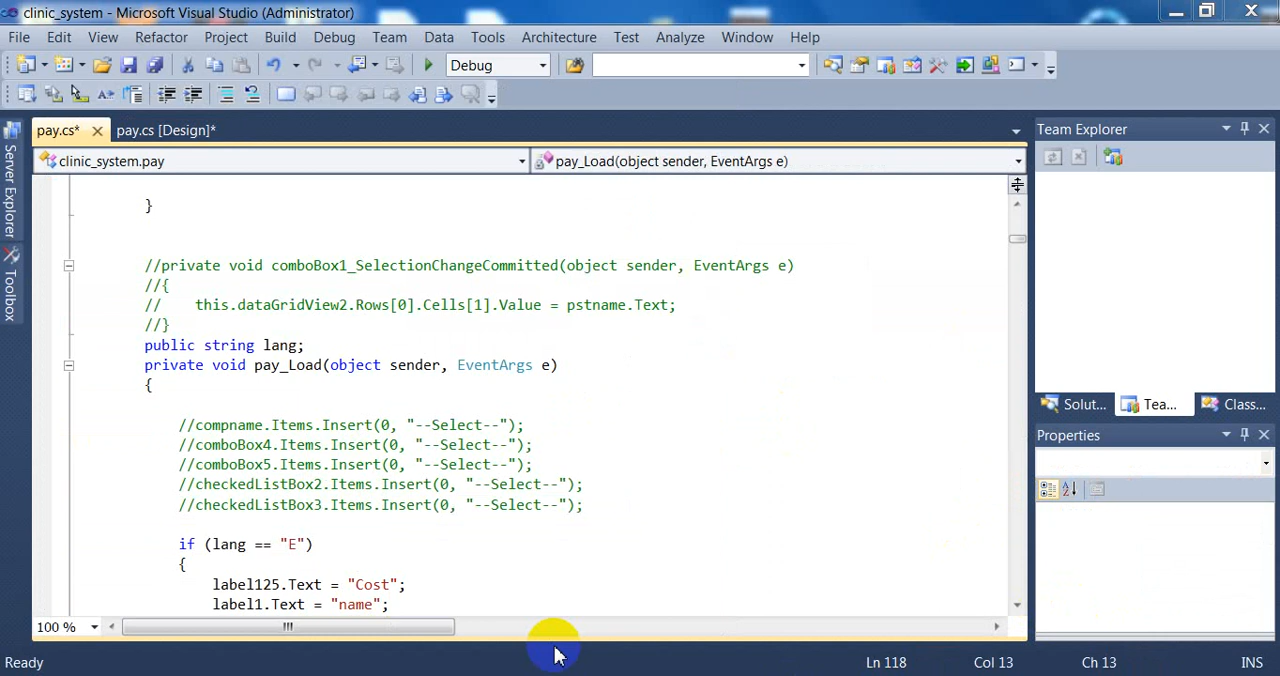 clinic_system - Microsoft Visual Studio (Administrator)
File Edit View Refactor Project Build Debug Team Data Tools Architecture Test Analyze Window Help
Debug
pay.cs* pay.cs [Design]*
Team Explorer
clinic_system.pay pay_Load(object sender, EventArgs e)
Server Explorer
Toolbox
}
//private void comboBox1_SelectionChangeCommitted(object sender, EventArgs e)
//{
// this.dataGridView2.Rows[0].Cells[1].Value = pstname.Text;
//}
public string lang;
private void pay_Load(object sender, EventArgs e)
{
//compname.Items.Insert(0, "--Select--");
//comboBox4.Items.Insert(0, "--Select--");
//comboBox5.Items.Insert(0, "--Select--");
//checkedListBox2.Items.Insert(0, "--Select--");
//checkedListBox3.Items.Insert(0, "--Select--");
if (lang == "E")
{
label125.Text = "Cost";
label1.Text = "name";
Solut... Tea... Class...
Properties
100 %
Ready Ln 118 Col 13 Ch 13 INS